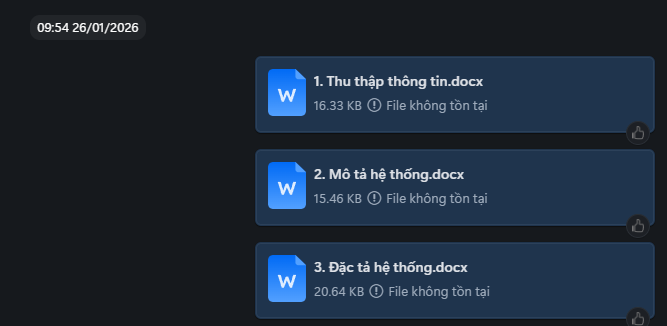 09:54 26/01/2026
W
1. Thu thập thông tin.docx
16.33 KB File không tồn tại
W
2. Mô tả hệ thống.docx
15.46 KB File không tồn tại
W
3. Đặc tả hệ thống.docx
20.64 KB File không tồn tại